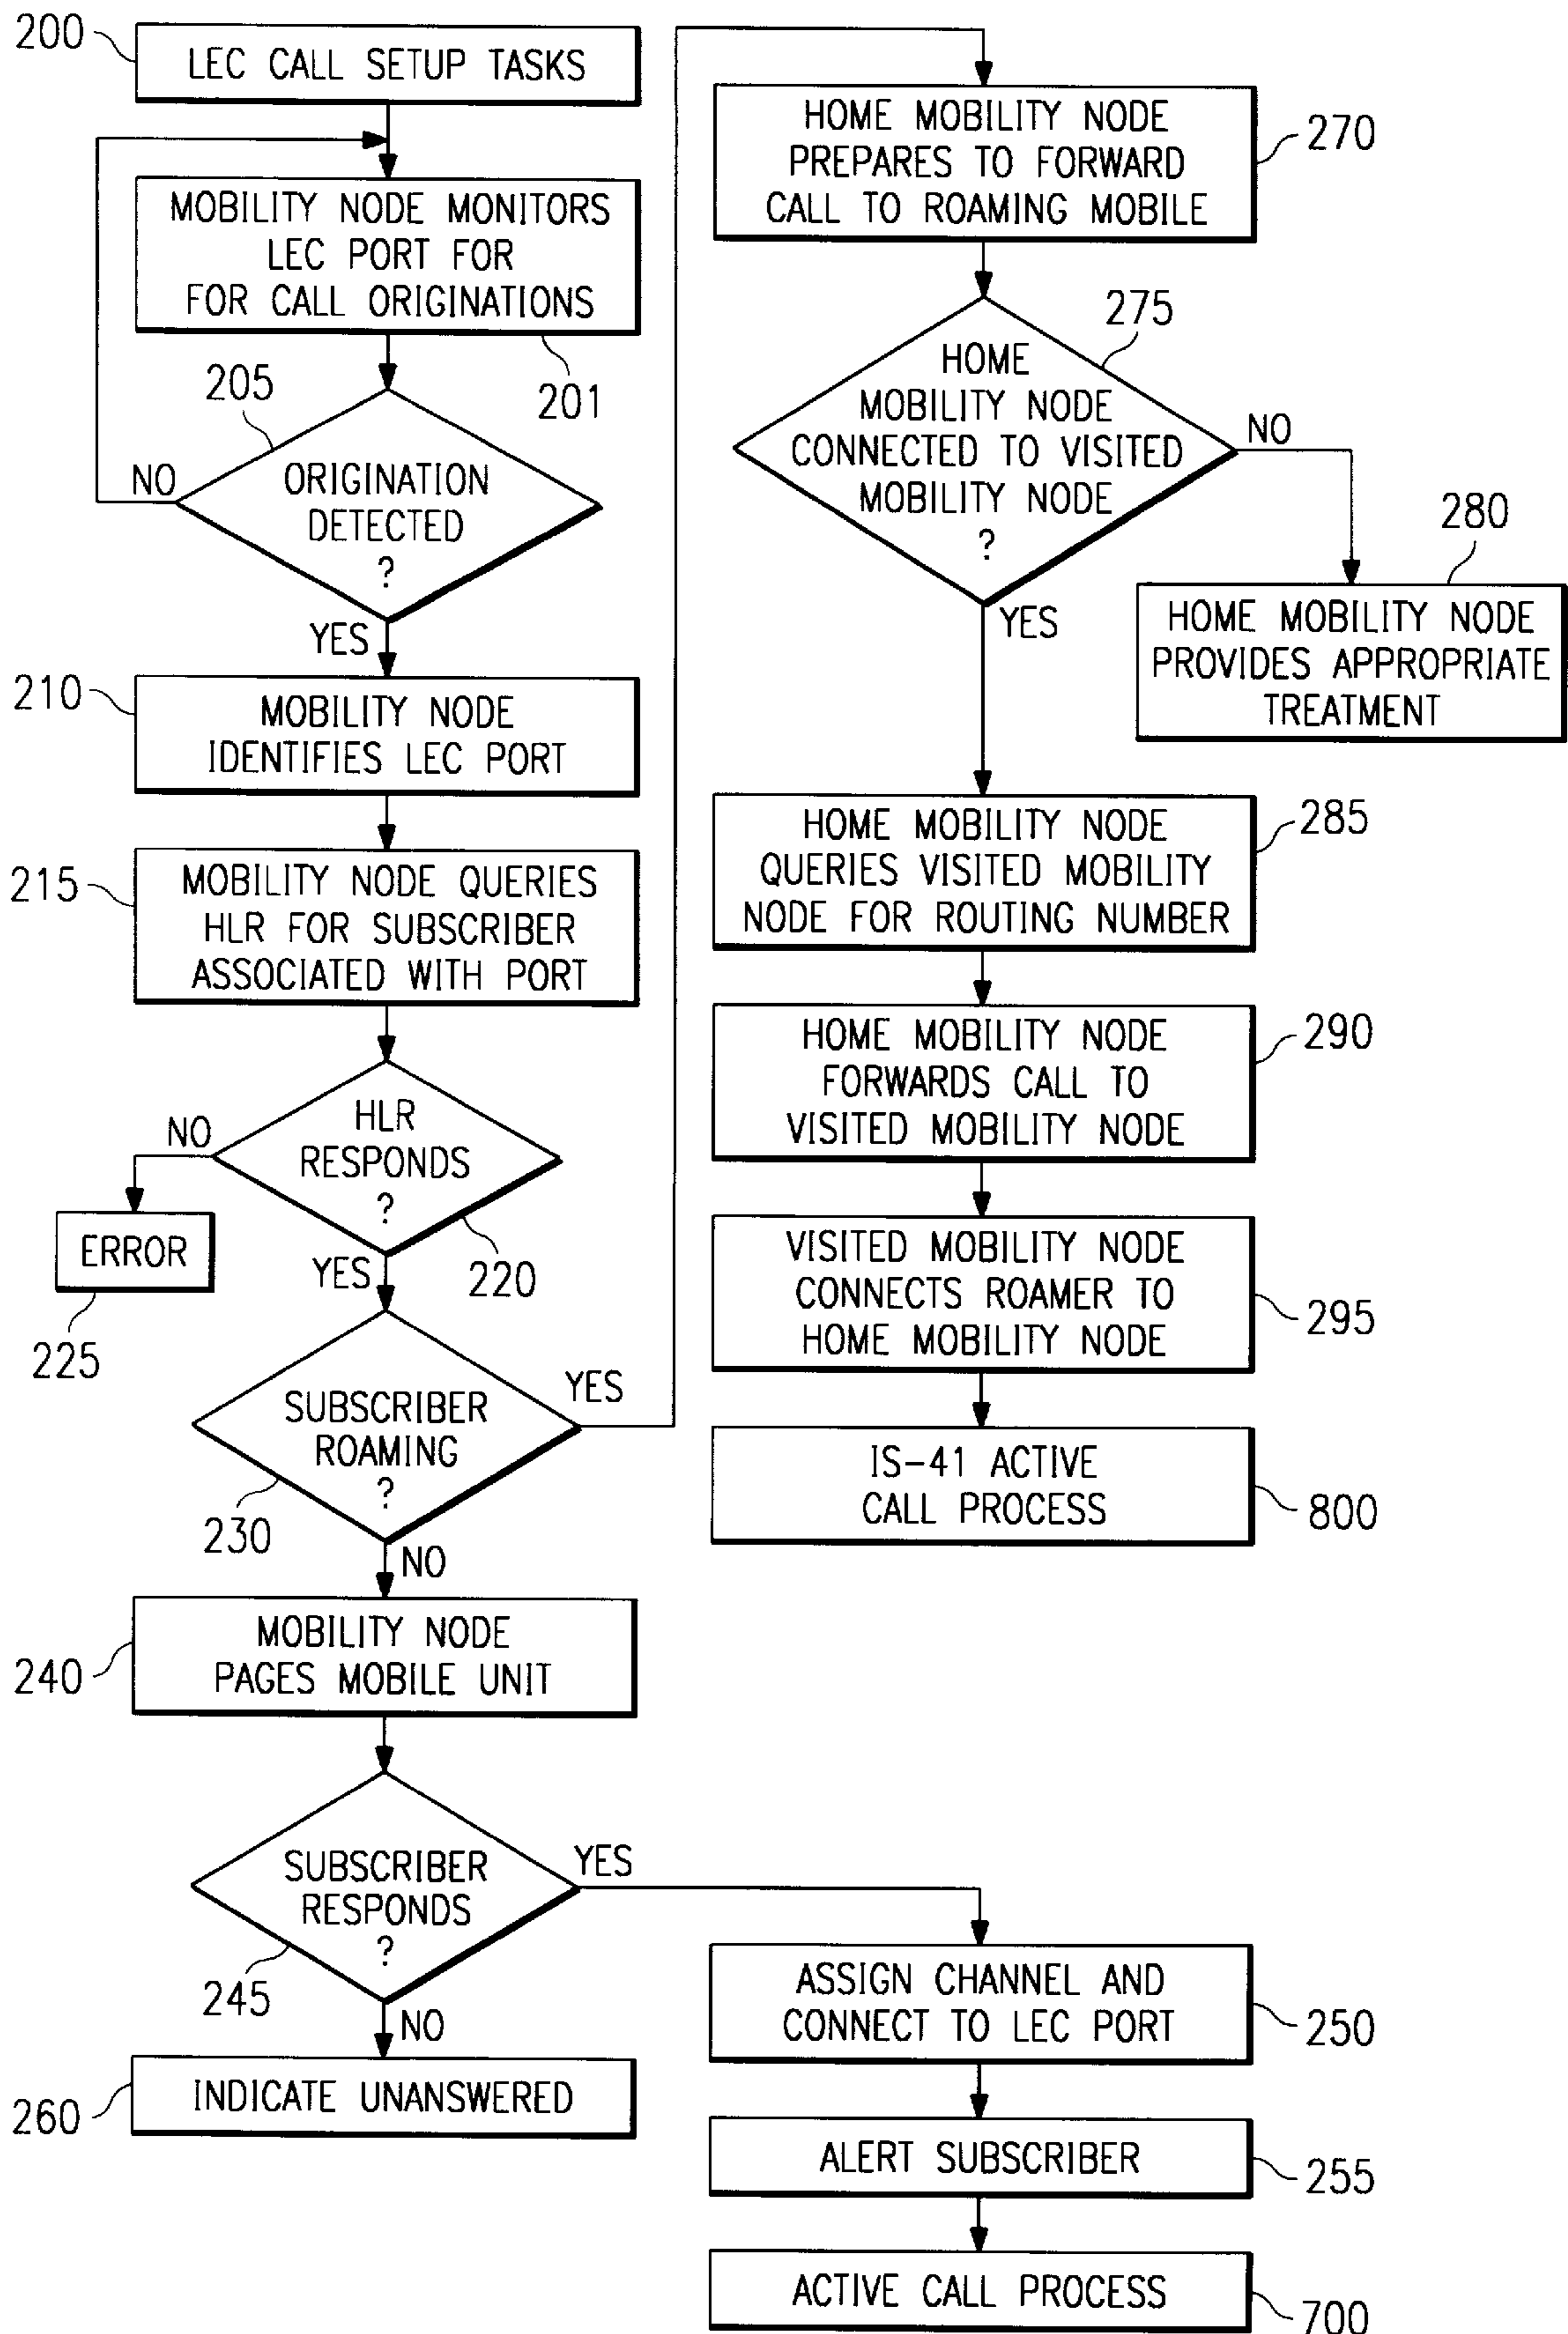 200
LEC CALL SETUP TASKS
MOBILITY NODE MONITORS
LEC PORT FOR
FOR CALL ORIGINATIONS
201
205
ORIGINATION
DETECTED
?
NO
YES
210
MOBILITY NODE
IDENTIFIES LEC PORT
215
MOBILITY NODE QUERIES
HLR FOR SUBSCRIBER
ASSOCIATED WITH PORT
HLR
RESPONDS
?
NO
220
YES
ERROR
225
SUBSCRIBER
ROAMING
?
YES
230
NO
240
MOBILITY NODE
PAGES MOBILE UNIT
SUBSCRIBER
RESPONDS
?
YES
245
NO
260
INDICATE UNANSWERED
HOME MOBILITY NODE
PREPARES TO FORWARD
CALL TO ROAMING MOBILE
270
275
HOME
MOBILITY NODE
CONNECTED TO VISITED
MOBILITY NODE
?
NO
YES
280
HOME MOBILITY NODE
PROVIDES APPROPRIATE
TREATMENT
HOME MOBILITY NODE
QUERIES VISITED MOBILITY
NODE FOR ROUTING NUMBER
285
HOME MOBILITY NODE
FORWARDS CALL TO
VISITED MOBILITY NODE
290
VISITED MOBILITY NODE
CONNECTS ROAMER TO
HOME MOBILITY NODE
295
IS-41 ACTIVE
CALL PROCESS
800
ASSIGN CHANNEL AND
CONNECT TO LEC PORT
250
ALERT SUBSCRIBER
255
ACTIVE CALL PROCESS
700